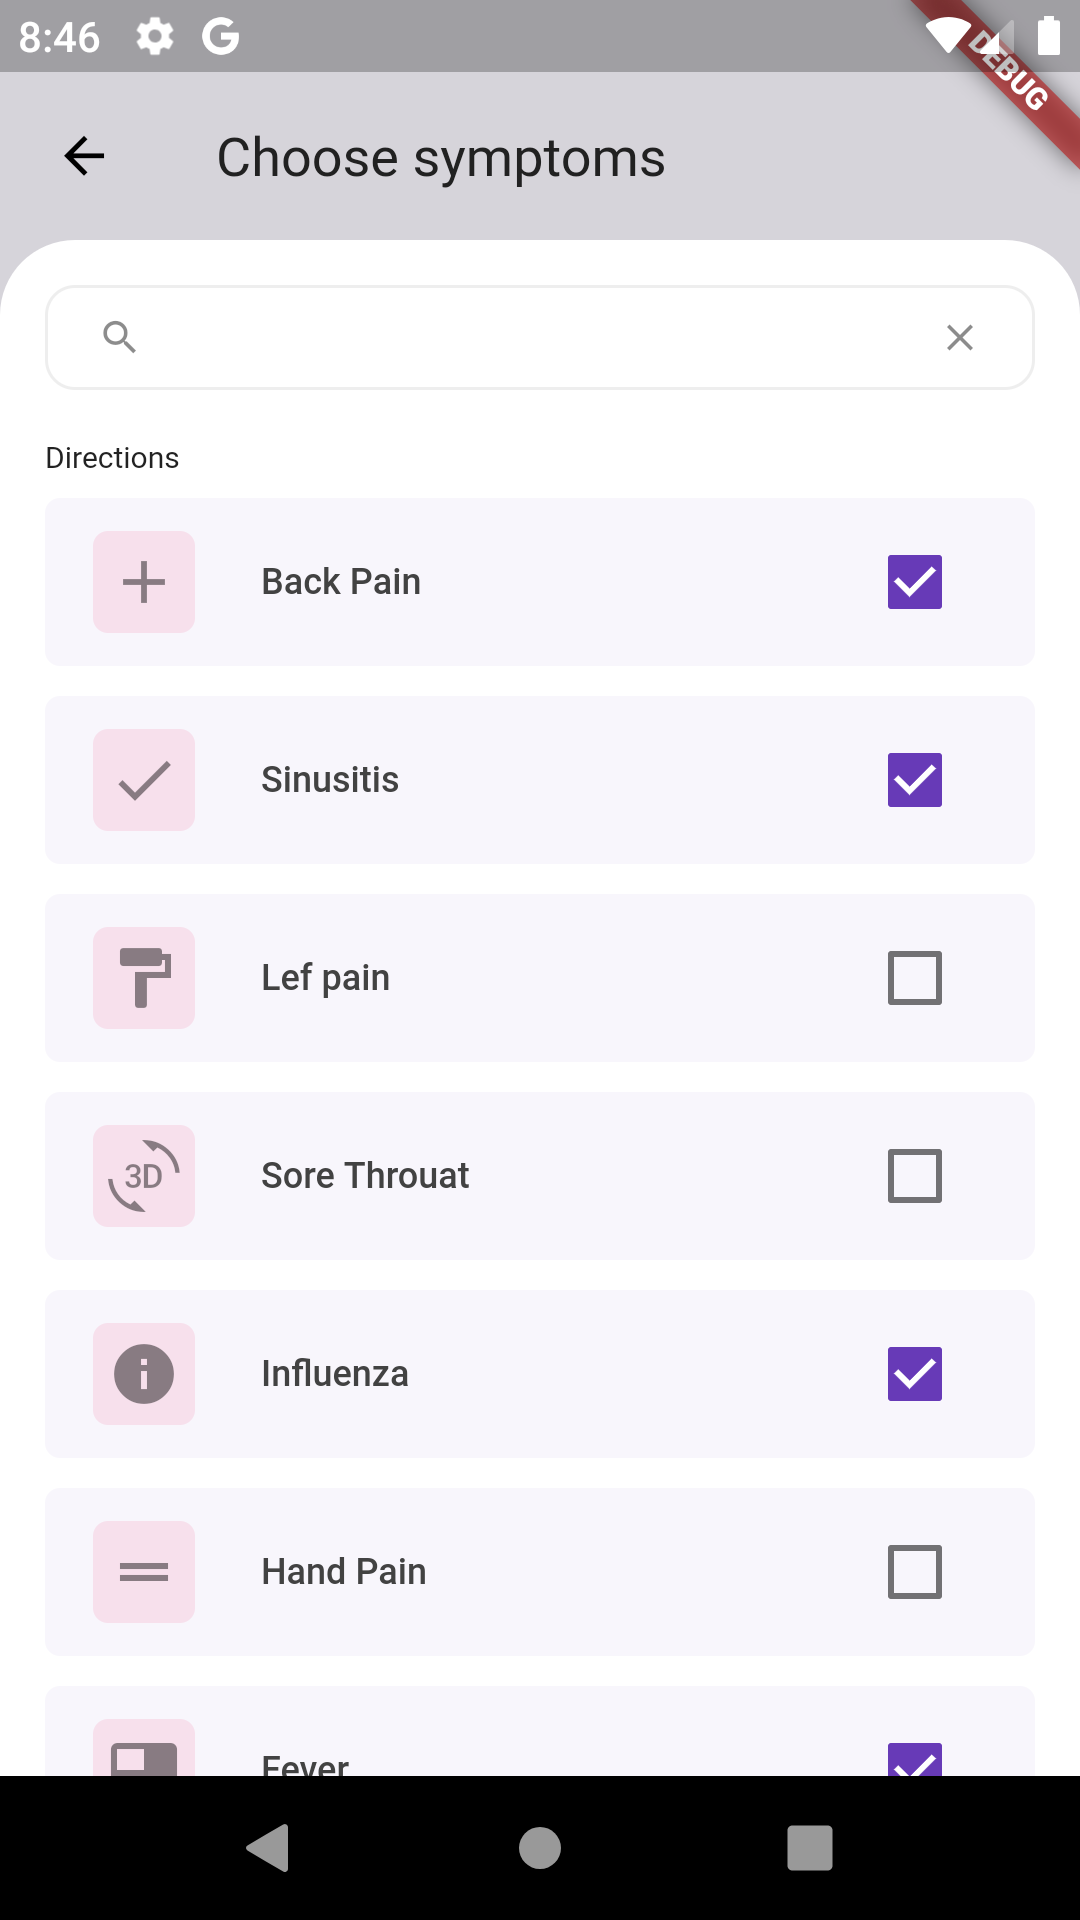 8:46
DEBUG
Choose symptoms
Directions
Back Pain
Sinusitis
Lef pain
3D
Sore Throuat
Influenza
Hand Pain
Fever